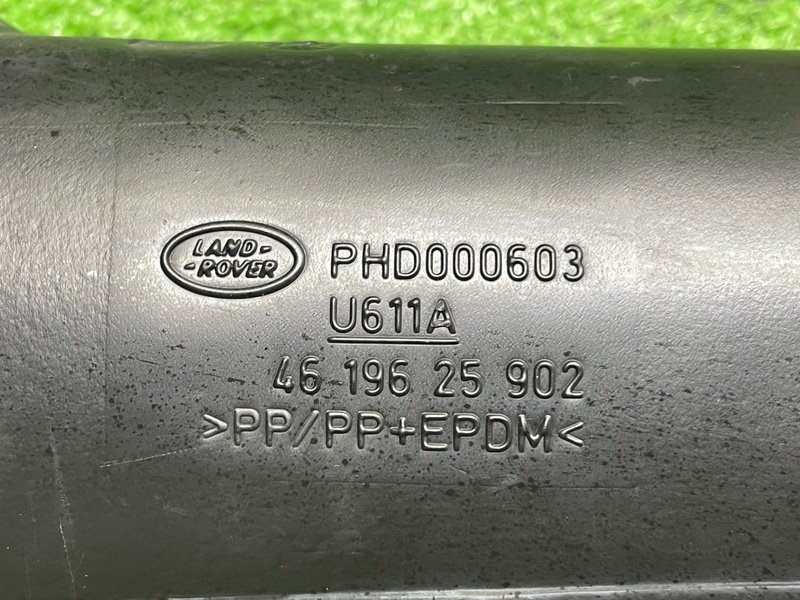 LAND-
-ROVER
PHD000603
U611A
46 196 25 902
>PP/PP+EPDM<